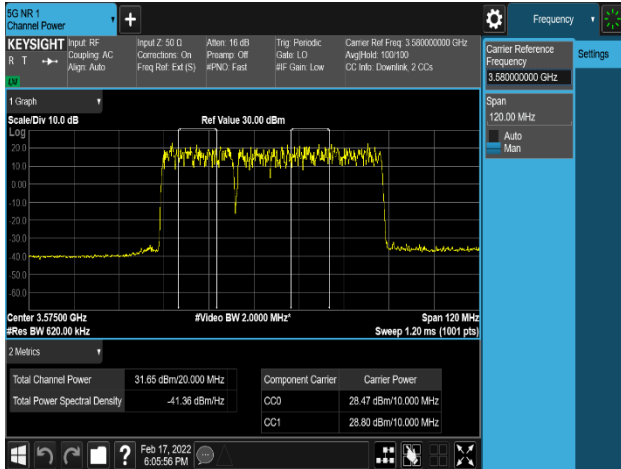 5G NR 1
Channel Power
Frequency
KEYSIGHT
R T
Input: RF
Coupling: AC
Align: Auto
Input Z: 50 Ω
Corrections: On
Freq Ref: Ext (S)
Atten: 16 dB
Preamp: Off
#PNO: Fast
Trig: Periodic
Gate: LO
#IF Gain: Low
Carrier Ref Freq: 3.580000000 GHz
Avg|Hold: 100/100
CC Info: Downlink, 2 CCs
LW
Carrier Reference
Frequency
3.580000000 GHz
Settings
Span
120.00 MHz
Auto
Man
1 Graph
Scale/Div 10.0 dB
Ref Value 30.00 dBm
Log
20.0
10.0
0.00
-10.0
-20.0
-30.0
-40.0
-50.0
-60.0
Center 3.57500 GHz
#Video BW 2.0000 MHz*
Span 120 MHz
#Res BW 620.00 kHz
Sweep 1.20 ms (1001 pts)
2 Metrics
Total Channel Power 31.65 dBm/20.000 MHz
Total Power Spectral Density -41.36 dBm/Hz
Component Carrier Carrier Power
CC0 28.47 dBm/10.000 MHz
CC1 28.80 dBm/10.000 MHz
?
Feb 17, 2022
6:05:56 PM